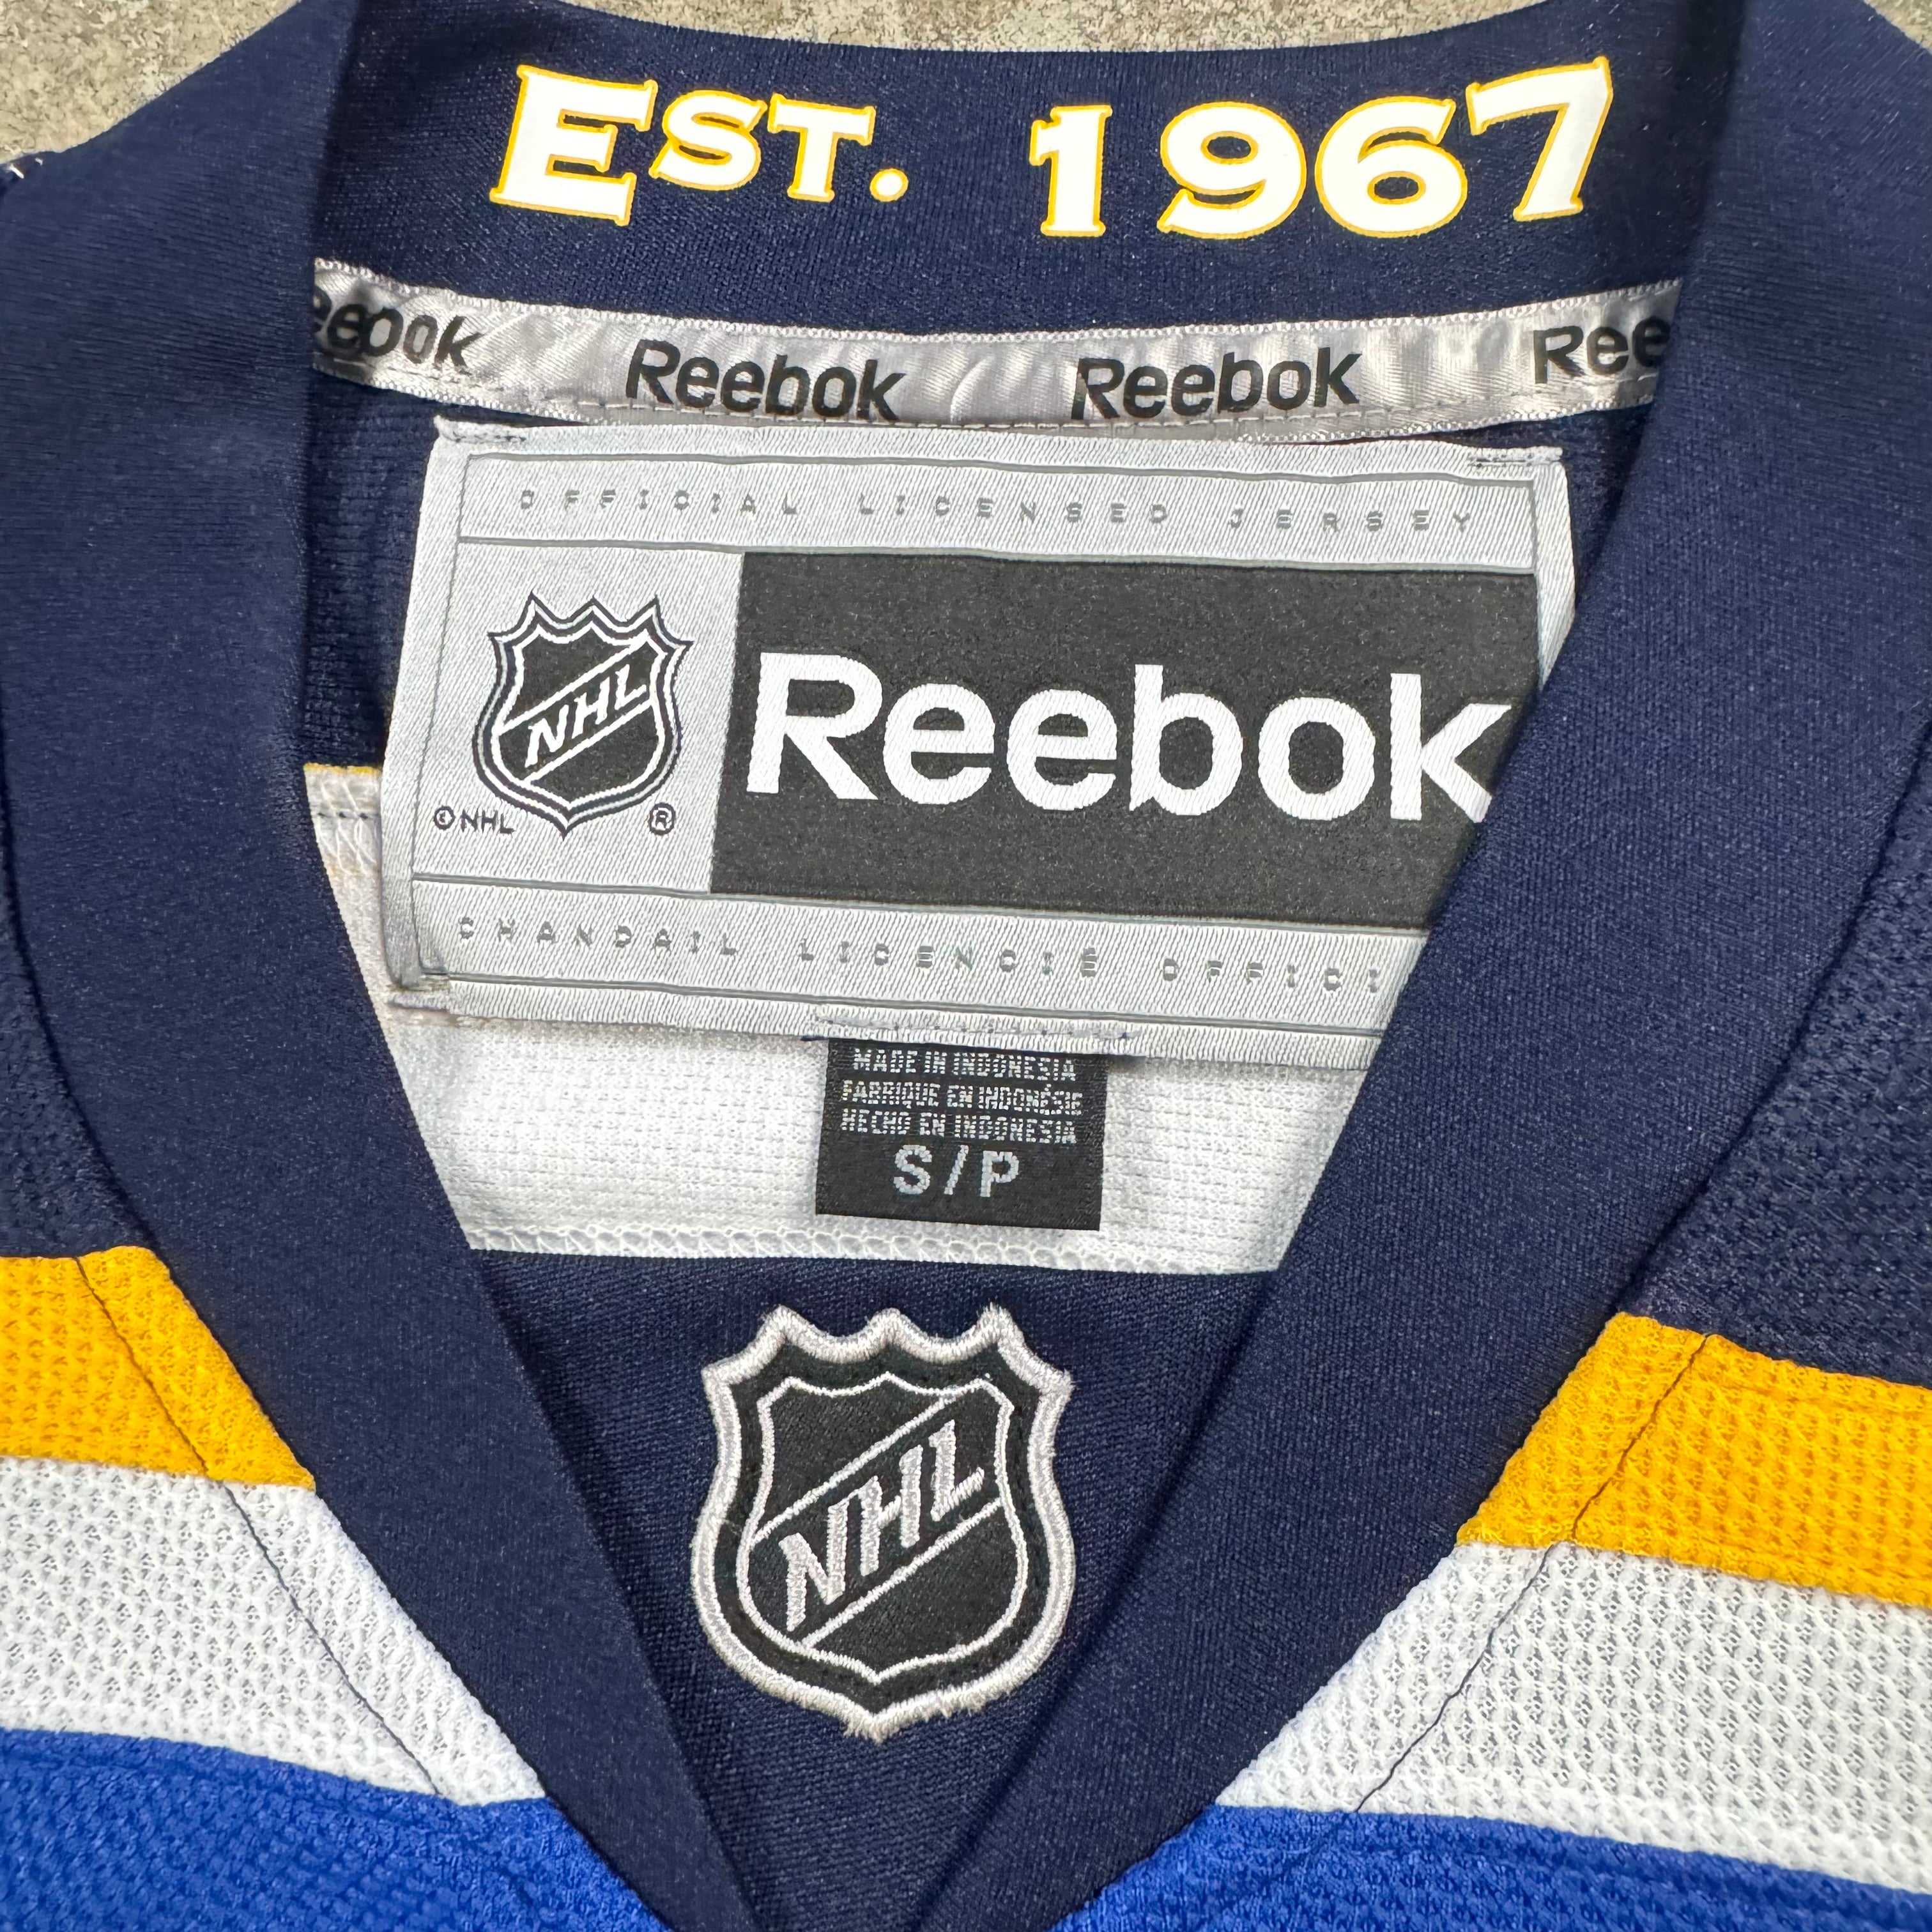 EST. 1967
eebok Reebok Reebok Ree
OFFICIAL LICENSED JERSEY
NHL
Reebok
©NHL ®
CHANDAIL LICENCIÉ OFFICI
MADE IN INDONESIA
FABRIQUE EN INDONÉSIE
HECHO EN INDONESIA
S/P
NHL